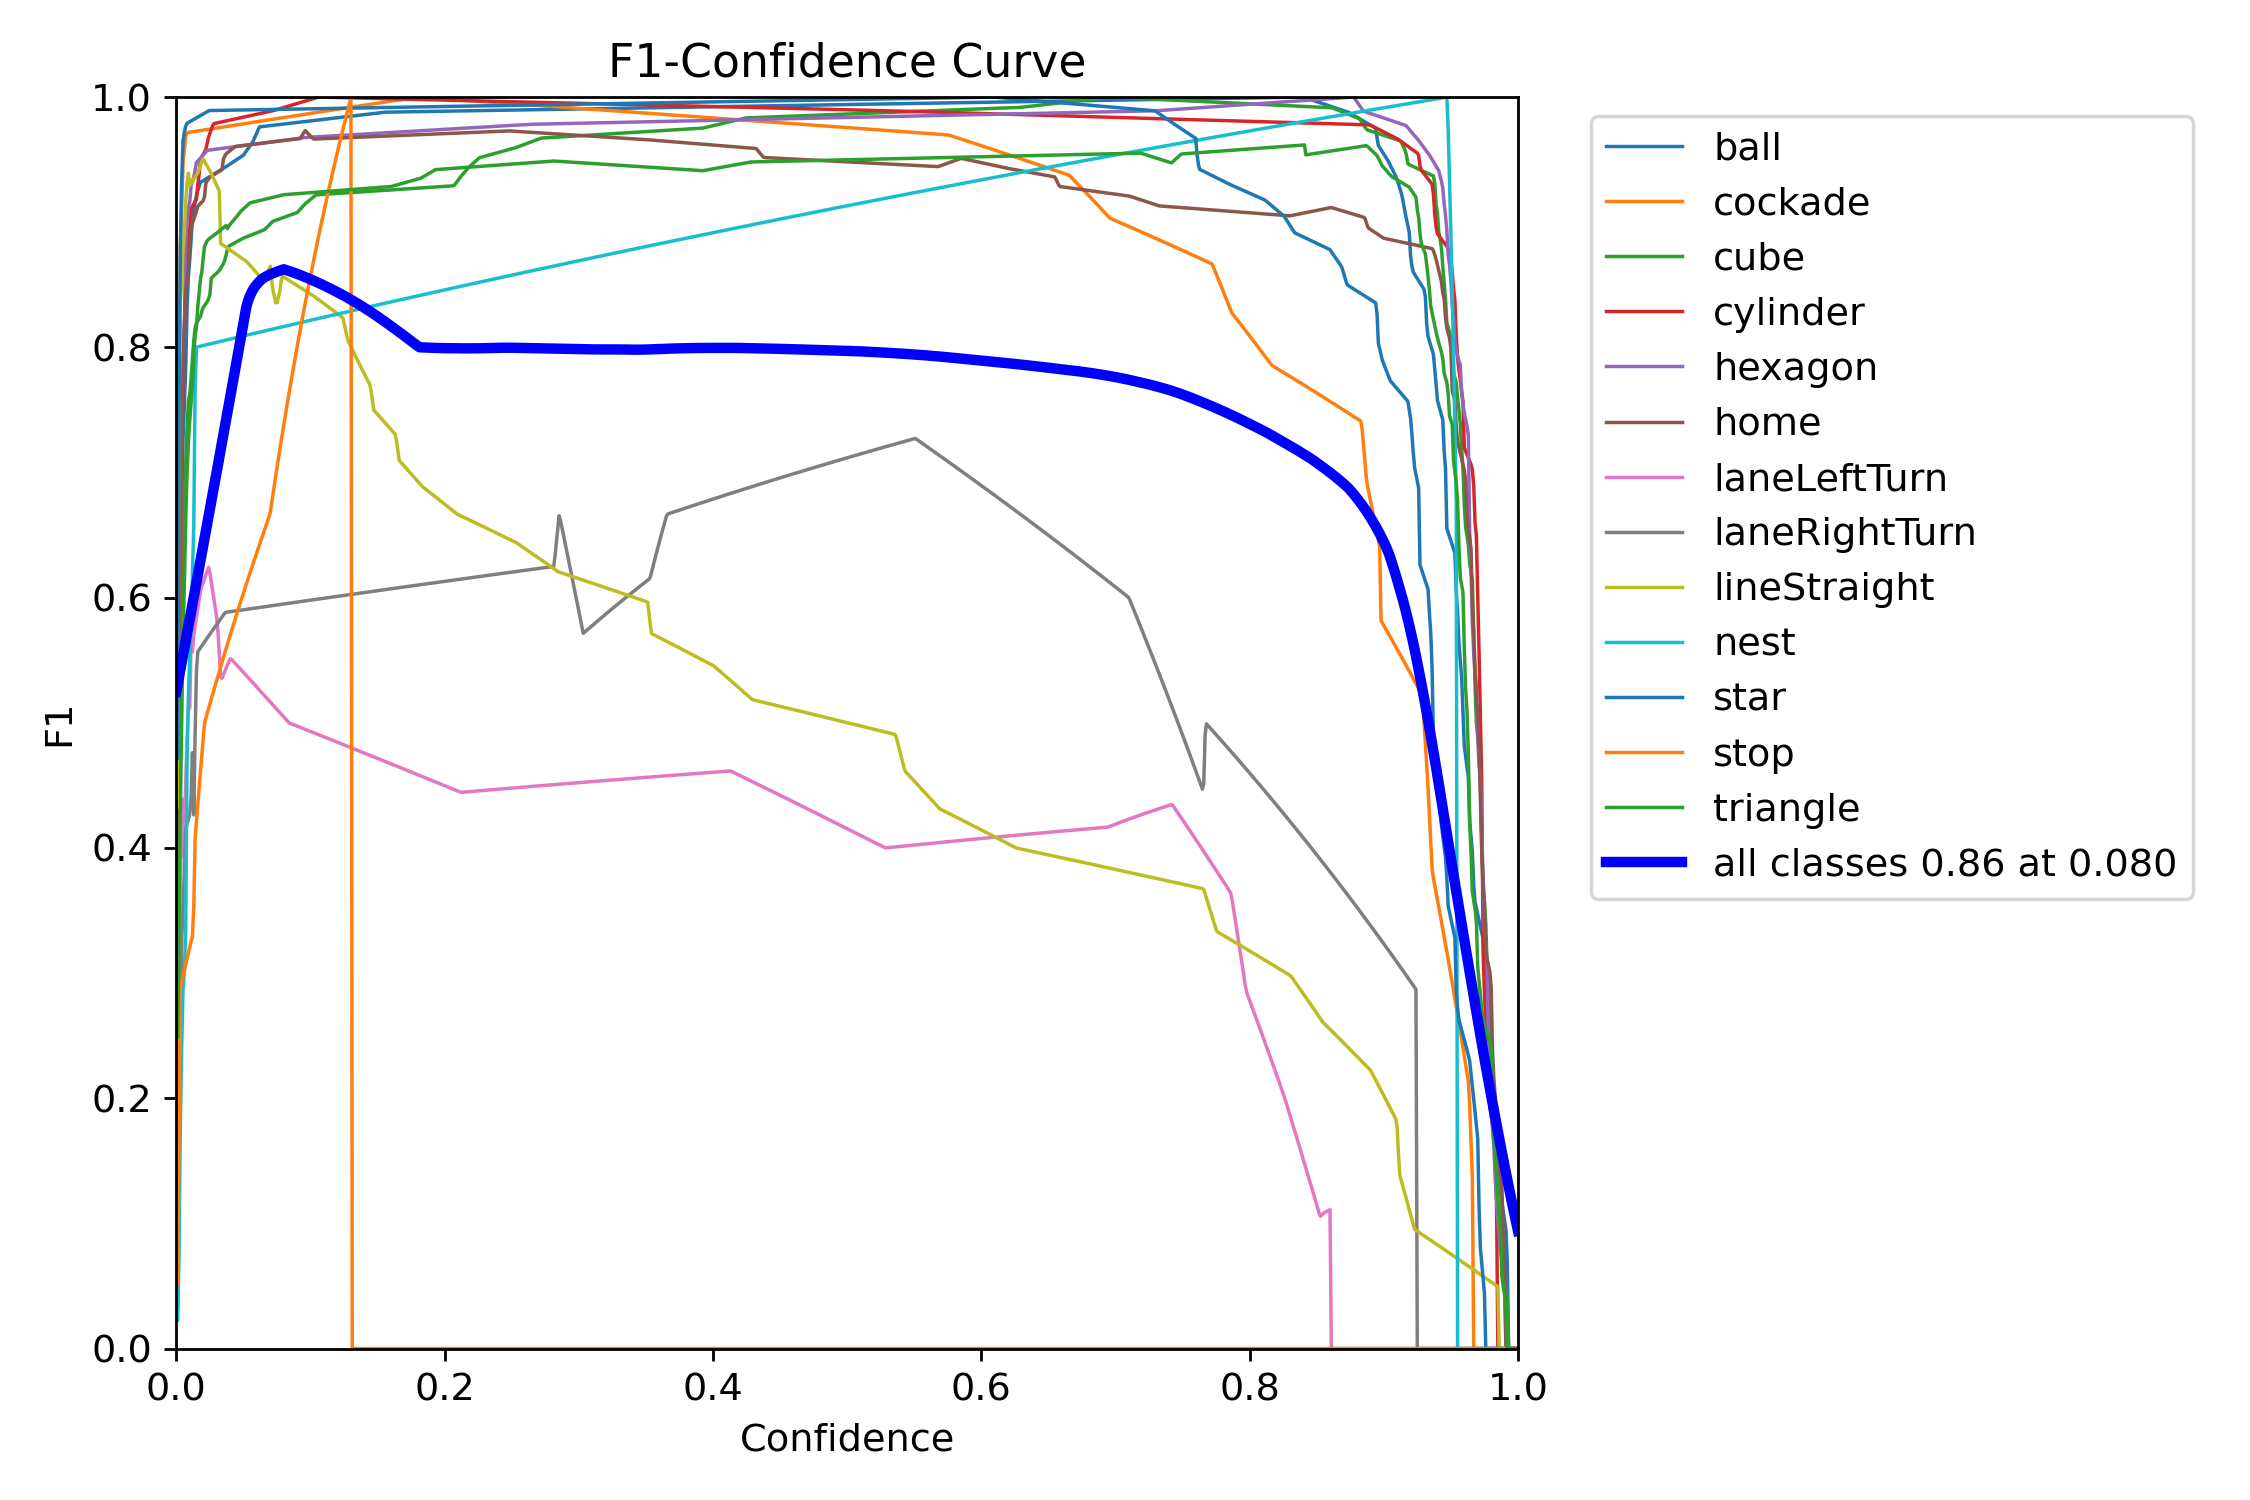 F1-Confidence Curve
1.0
0.8
0.6
0.4
0.2
0.0
F1
0.0 0.2 0.4 0.6 0.8 1.0
Confidence
ball
cockade
cube
cylinder
hexagon
home
laneLeftTurn
laneRightTurn
lineStraight
nest
star
stop
triangle
all classes 0.86 at 0.080